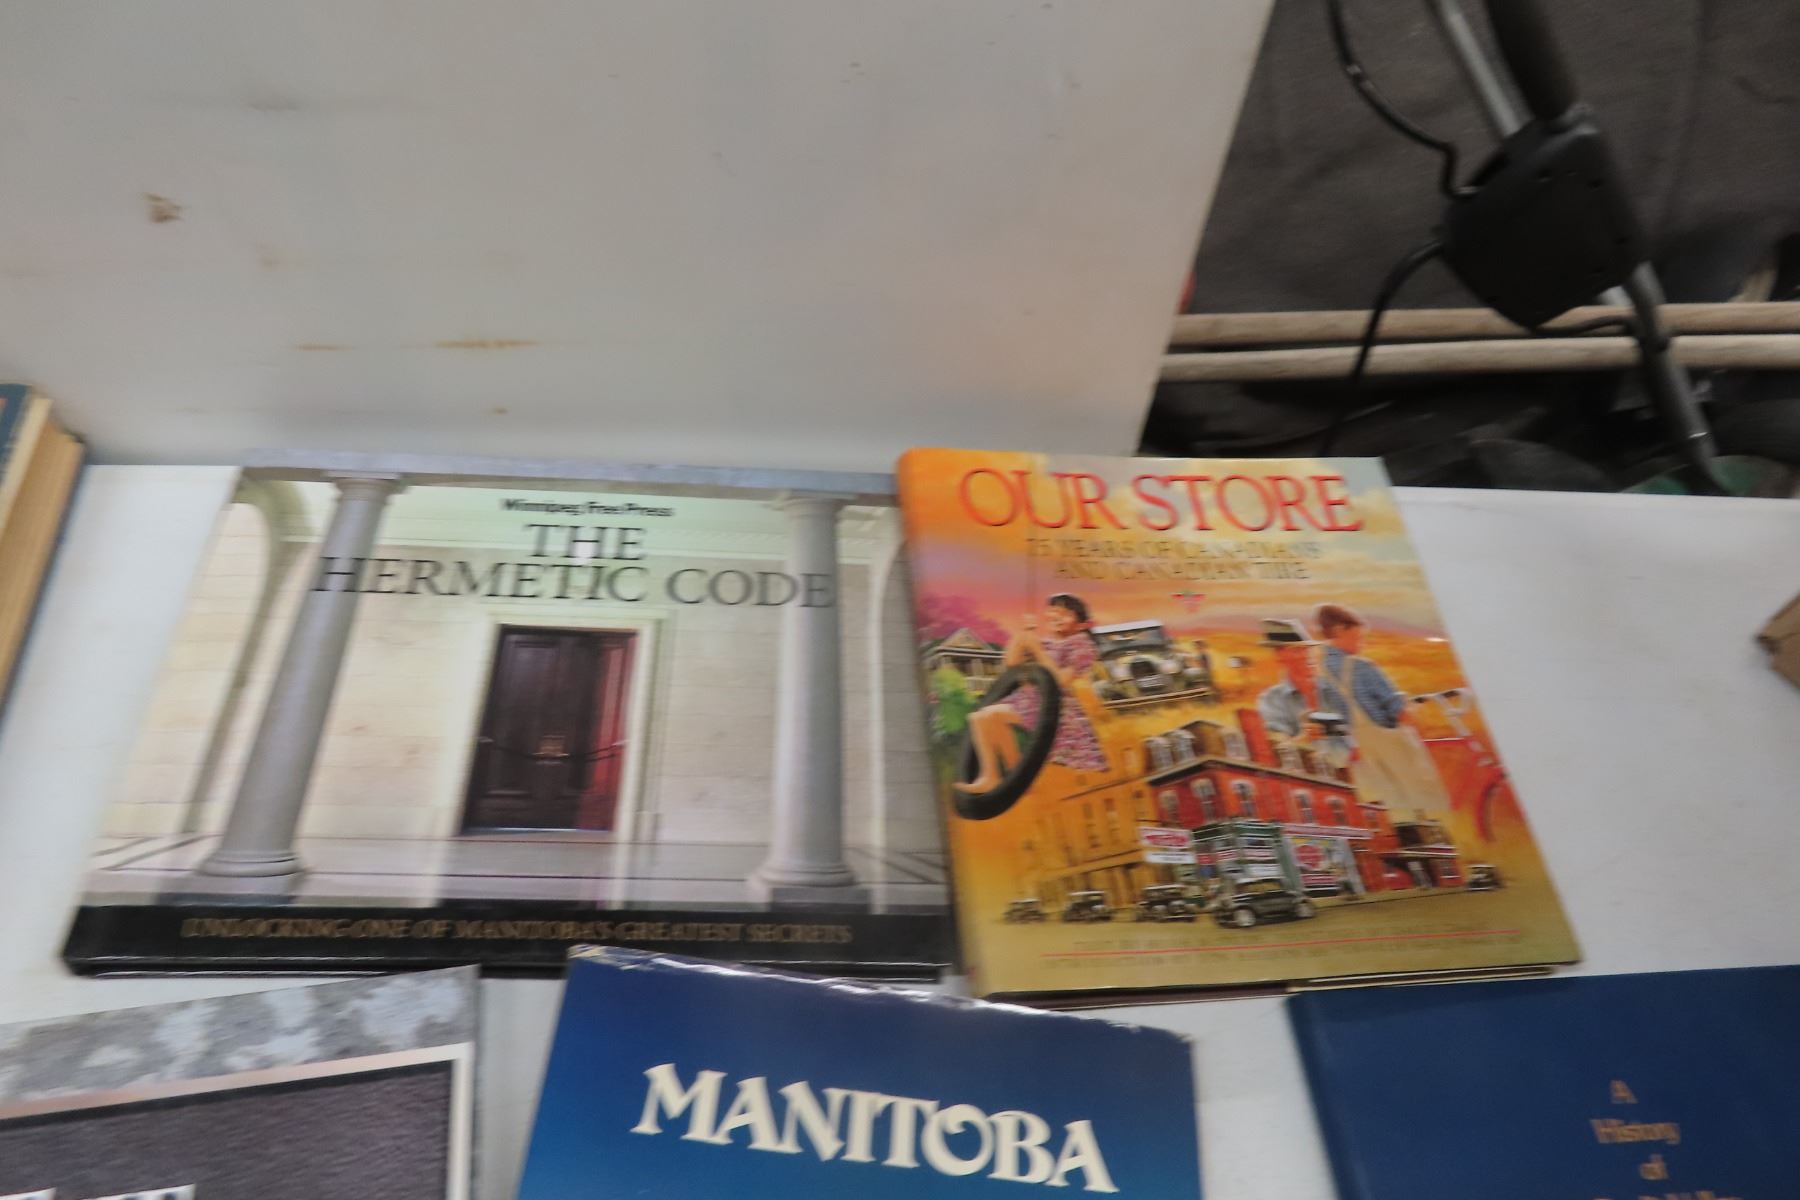 Winnipeg Free Press
THE
HERMETIC CODE
UNLOCKING ONE OF MANITOBA'S GREATEST SECRETS
OUR STORE
75 YEARS OF CANADIANS
AND CANADIAN TIRE
MANITOBA
A
History
of